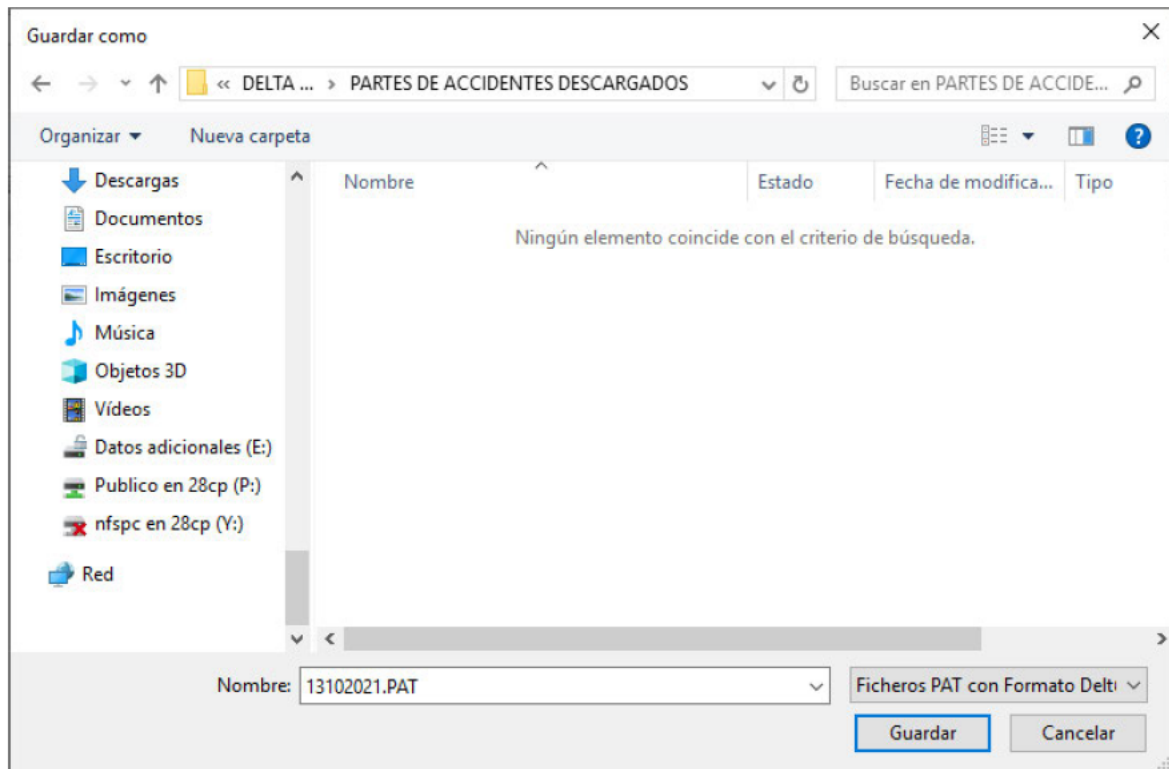 Guardar como
« DELTA ... › PARTES DE ACCIDENTES DESCARGADOS
Buscar en PARTES DE ACCIDE...
Organizar
Nueva carpeta
Nombre
Estado
Fecha de modifica...
Tipo
Ningún elemento coincide con el criterio de búsqueda.
Descargas
Documentos
Escritorio
Imágenes
Música
Objetos 3D
Vídeos
Datos adicionales (E:)
Publico en 28cp (P:)
nfspc en 28cp (Y:)
Red
Nombre: 13102021.PAT
Ficheros PAT con Formato Delt
Guardar
Cancelar